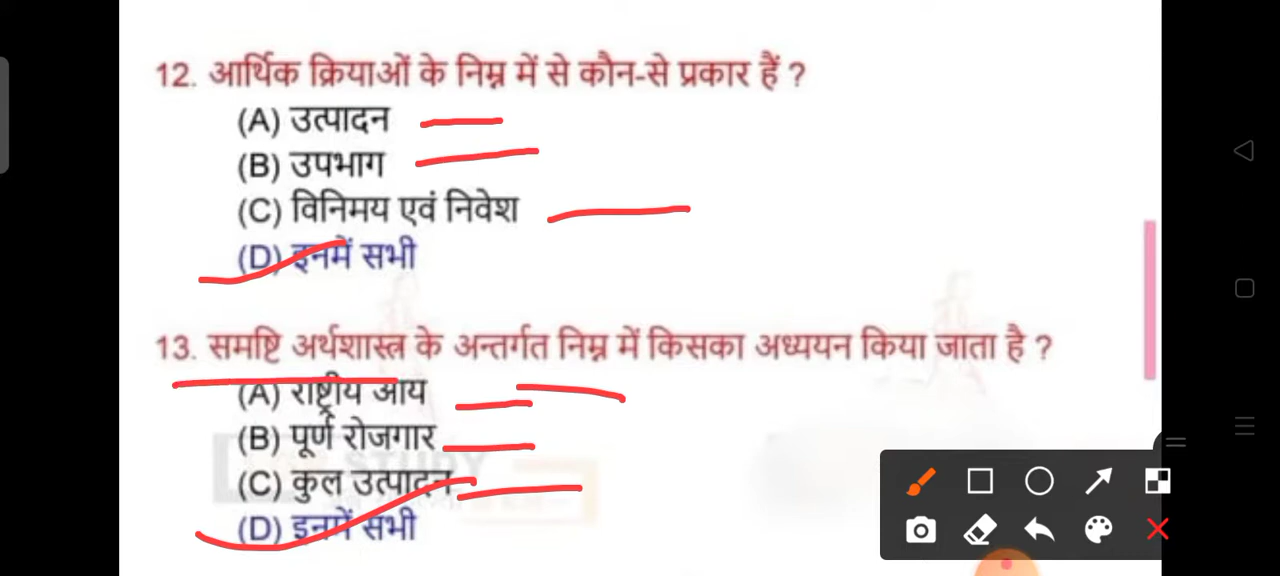 12. आर्थिक क्रियाओं के निम्न में से कौन-से प्रकार हैं ?
(A) उत्पादन
(B) उपभाग
(C) विनिमय एवं निवेश
(D) इनमें सभी
13. समष्टि अर्थशास्त्र के अन्तर्गत निम्न में किसका अध्ययन किया जाता है ?
(A) राष्ट्रीय आय
(B) पूर्ण रोजगार
STUDY
(C) कुल उत्पादन
(D) इनमें सभी